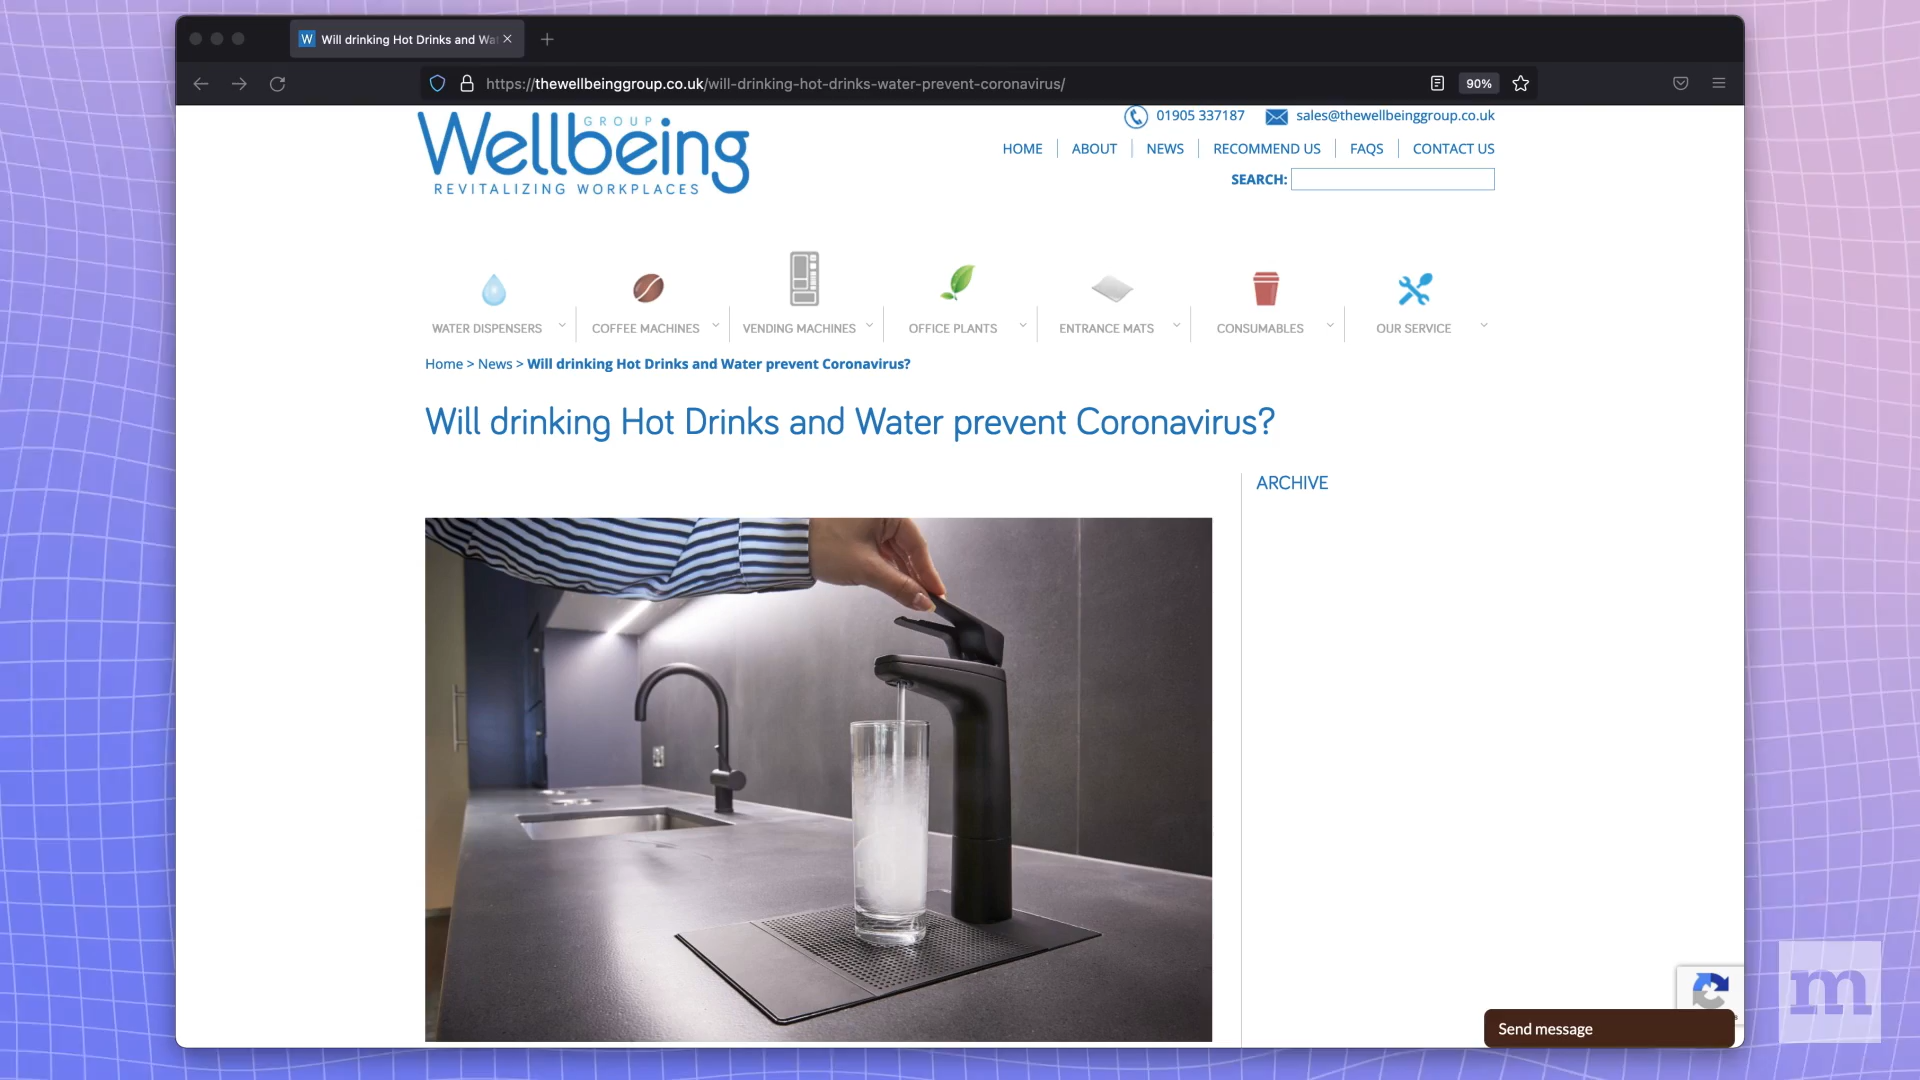 W Will drinking Hot Drinks and Wat
https://thewellbeinggroup.co.uk/will-drinking-hot-drinks-water-prevent-coronavirus/
90%
GROUP
Wellbeing
REVITALIZING WORKPLACES
01905 337187 sales@thewellbeinggroup.co.uk
HOME ABOUT NEWS RECOMMEND US FAQS CONTACT US
SEARCH:
WATER DISPENSERS COFFEE MACHINES VENDING MACHINES OFFICE PLANTS ENTRANCE MATS CONSUMABLES OUR SERVICE
Home > News > Will drinking Hot Drinks and Water prevent Coronavirus?
Will drinking Hot Drinks and Water prevent Coronavirus?
ARCHIVE
Send message
m